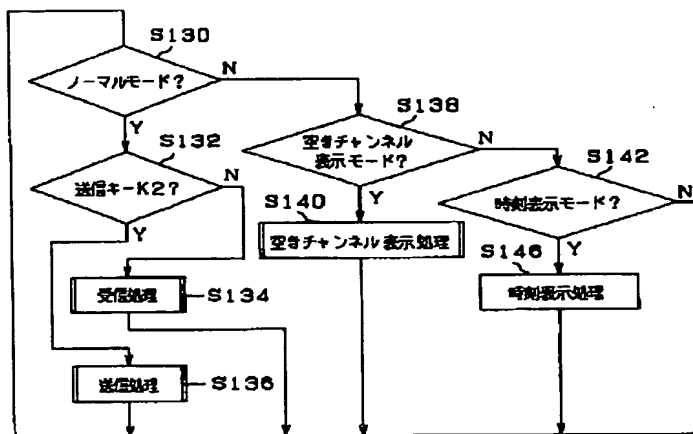 S130
ノーマルモード?
N
Y
S132
送信キーK2?
N
Y
受信処理
S134
送信処理
S136
S138
空きチャンネル
表示モード?
N
Y
S140
空きチャンネル表示処理
S142
時刻表示モード?
N
Y
S146
時刻表示処理